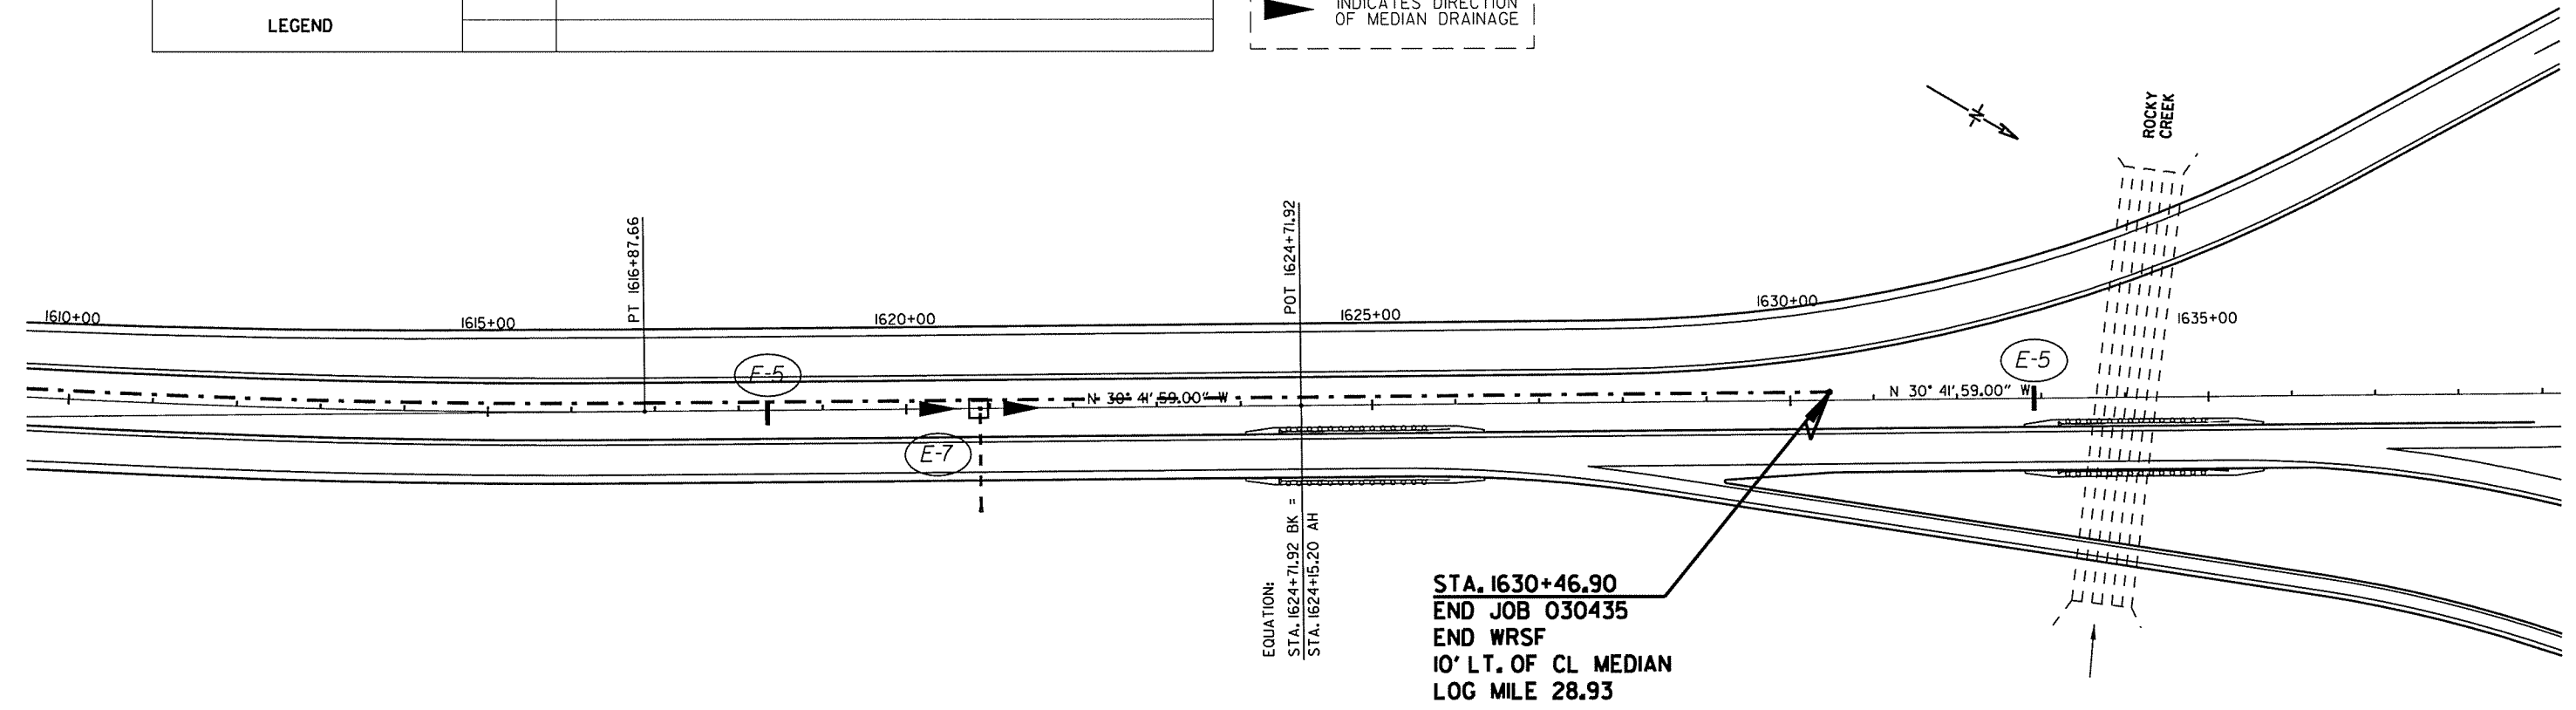 LEGEND
INDICATES DIRECTION
OF MEDIAN DRAINAGE
ROCKY
CREEK
N
PT 1616+87.66
POT 1624+71.92
1610+00
1615+00
1620+00
1625+00
1630+00
1635+00
E-5
E-5
N 30° 41' 59.00" W
N 30° 41' 59.00" W
E-7
EQUATION:
STA. 1624+71.92 BK =
STA. 1624+15.20 AH
STA. 1630+46.90
END JOB 030435
END WRSF
10' LT. OF CL MEDIAN
LOG MILE 28.93